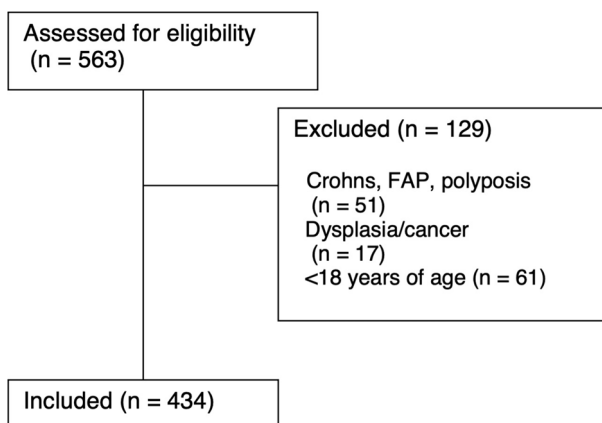 Assessed for eligibility
(n = 563)
Excluded (n = 129)
Crohns, FAP, polyposis
(n = 51)
Dysplasia/cancer
(n = 17)
<18 years of age (n = 61)
Included (n = 434)